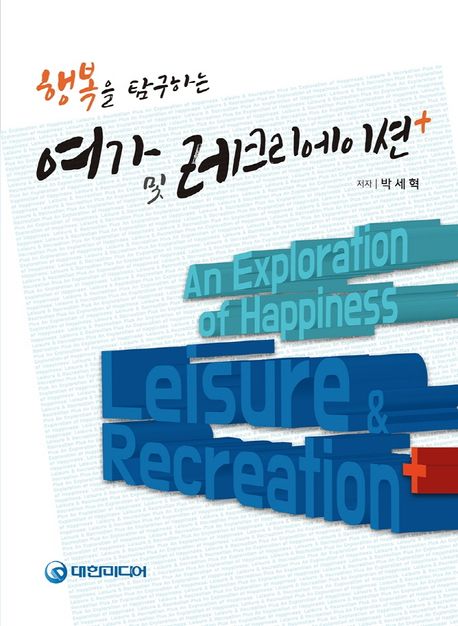 행복을 탐구하는
여가 및 레크리에이션+
저자 | 박세혁
An Exploration
of Happiness
Leisure &
Recreation+
대한미디어